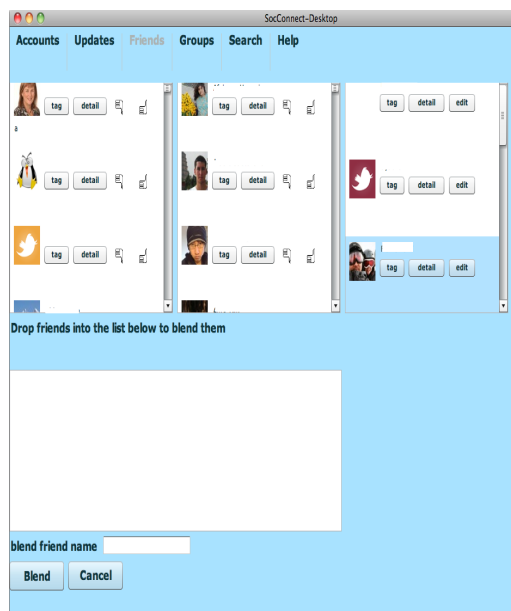 SocConnect-Desktop
Accounts Updates Friends Groups Search Help
tag detail tag detail tag detail edit
a
tag detail tag detail tag detail edit
tag detail tag detail tag detail edit
Drop friends into the list below to blend them
blend friend name
Blend Cancel